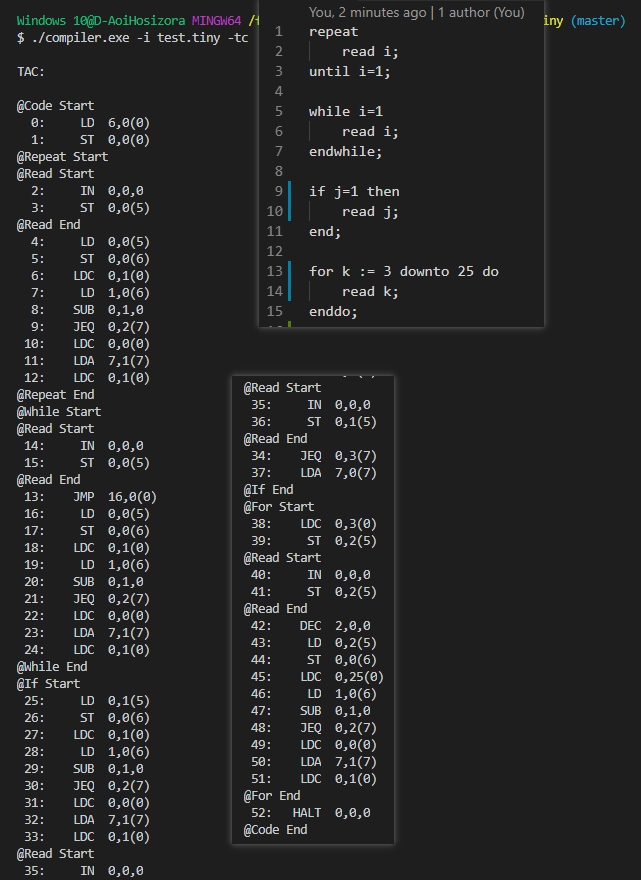 Windows 10@D-AoiHosizora MINGW64 /
iny (master)
$ ./compiler.exe -i test.tiny -tc
TAC:
@Code Start
0: LD 6,0(0)
1: ST 0,0(0)
@Repeat Start
@Read Start
2: IN 0,0,0
3: ST 0,0(5)
@Read End
4: LD 0,0(5)
5: ST 0,0(6)
6: LDC 0,1(0)
7: LD 1,0(6)
8: SUB 0,1,0
9: JEQ 0,2(7)
10: LDC 0,0(0)
11: LDA 7,1(7)
12: LDC 0,1(0)
@Repeat End
@While Start
@Read Start
14: IN 0,0,0
15: ST 0,0(5)
@Read End
13: JMP 16,0(0)
16: LD 0,0(5)
17: ST 0,0(6)
18: LDC 0,1(0)
19: LD 1,0(6)
20: SUB 0,1,0
21: JEQ 0,2(7)
22: LDC 0,0(0)
23: LDA 7,1(7)
24: LDC 0,1(0)
@While End
@If Start
25: LD 0,1(5)
26: ST 0,0(6)
27: LDC 0,1(0)
28: LD 1,0(6)
29: SUB 0,1,0
30: JEQ 0,2(7)
31: LDC 0,0(0)
32: LDA 7,1(7)
33: LDC 0,1(0)
@Read Start
35: IN 0,0,0
You, 2 minutes ago | 1 author (You)
1 repeat
2 read i;
3 until i=1;
4
5 while i=1
6 read i;
7 endwhile;
8
9 if j=1 then
10 read j;
11 end;
12
13 for k := 3 downto 25 do
14 read k;
15 enddo;
@Read Start
35: IN 0,0,0
36: ST 0,1(5)
@Read End
34: JEQ 0,3(7)
37: LDA 7,0(7)
@If End
@For Start
38: LDC 0,3(0)
39: ST 0,2(5)
@Read Start
40: IN 0,0,0
41: ST 0,2(5)
@Read End
42: DEC 2,0,0
43: LD 0,2(5)
44: ST 0,0(6)
45: LDC 0,25(0)
46: LD 1,0(6)
47: SUB 0,1,0
48: JEQ 0,2(7)
49: LDC 0,0(0)
50: LDA 7,1(7)
51: LDC 0,1(0)
@For End
52: HALT 0,0,0
@Code End